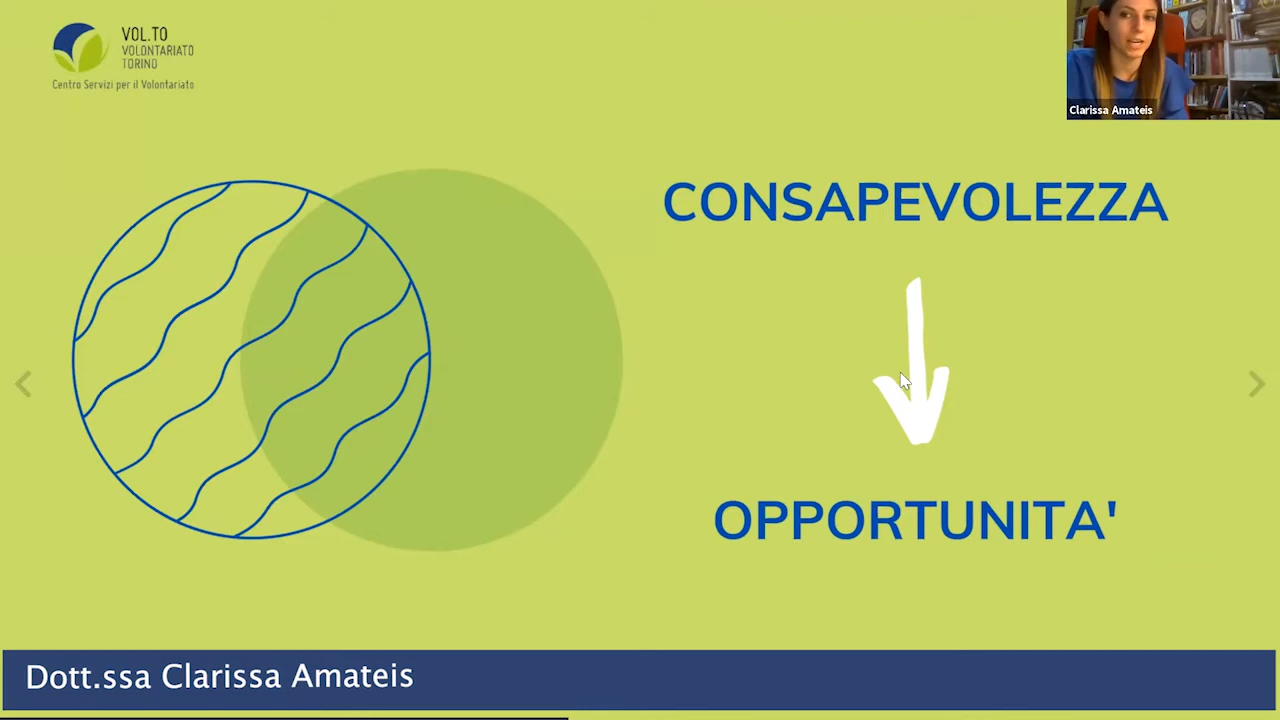 VOL.TO
VOLONTARIATO
TORINO
Centro Servizi per il Volontariato
Clarissa Amateis
CONSAPEVOLEZZA
OPPORTUNITA'
Dott.ssa Clarissa Amateis